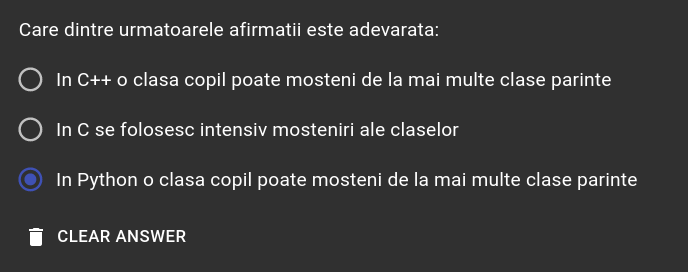 Care dintre urmatoarele afirmatii este adevarata:
In C++ o clasa copil poate mosteni de la mai multe clase parinte
In C se folosesc intensiv mosteniri ale claselor
In Python o clasa copil poate mosteni de la mai multe clase parinte
CLEAR ANSWER